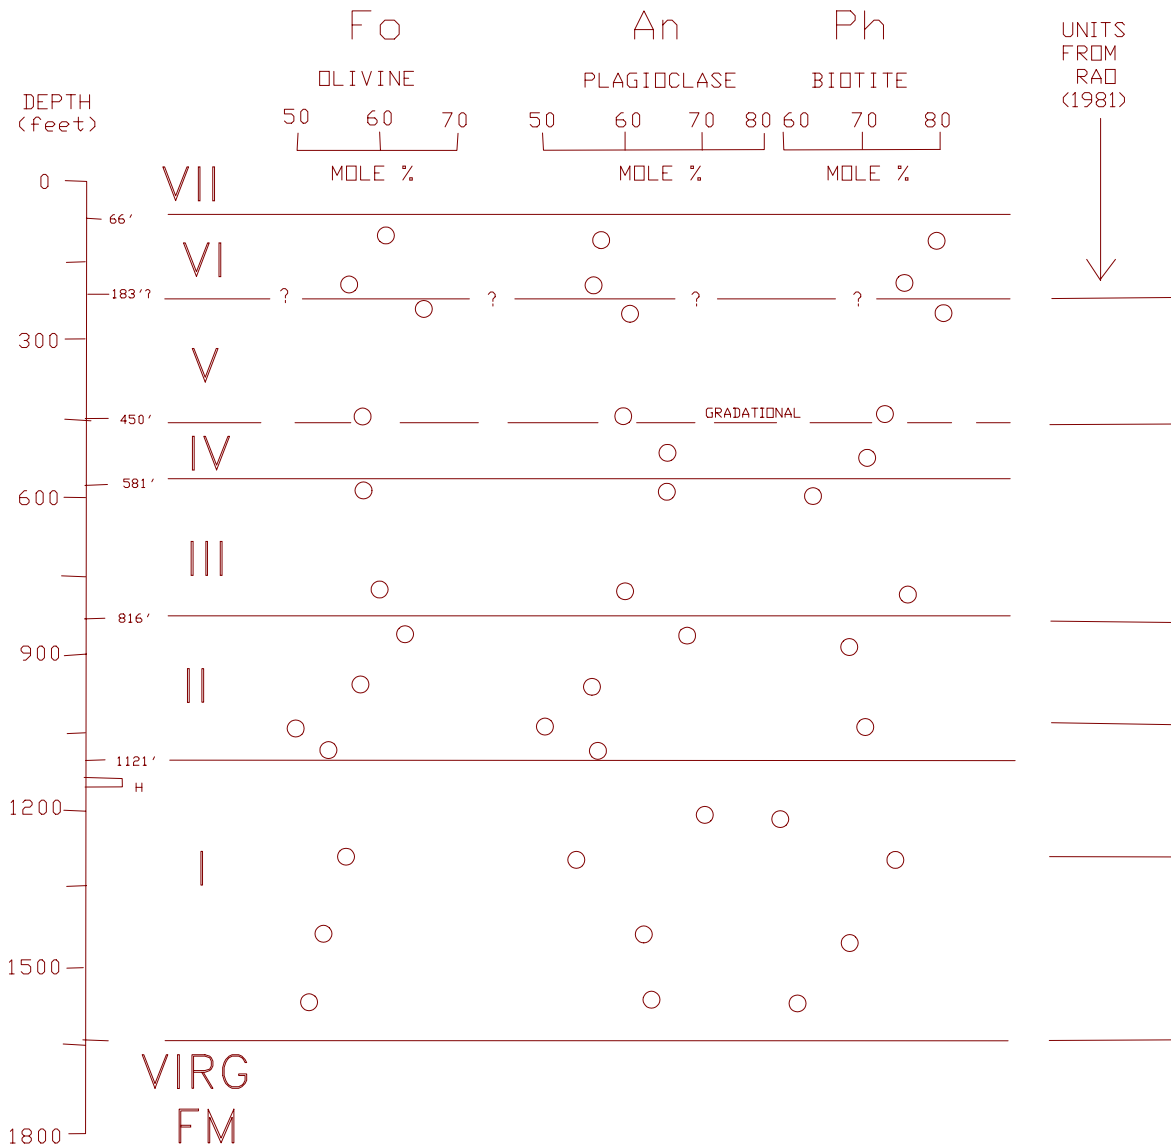 Fo An Ph
UNITS
FROM
RAO
(1981)
OLIVINE PLAGIOCLASE BIOTITE
DEPTH
(feet)
50 60 70 50 60 70 80 60 70 80
MOLE % MOLE % MOLE %
0 VII
66'
VI
183'? ? ? ? ?
300
V
450' GRADATIONAL
IV
581'
600
III
816'
900
II
1121'
H
1200
I
1500
VIRG
FM
1800